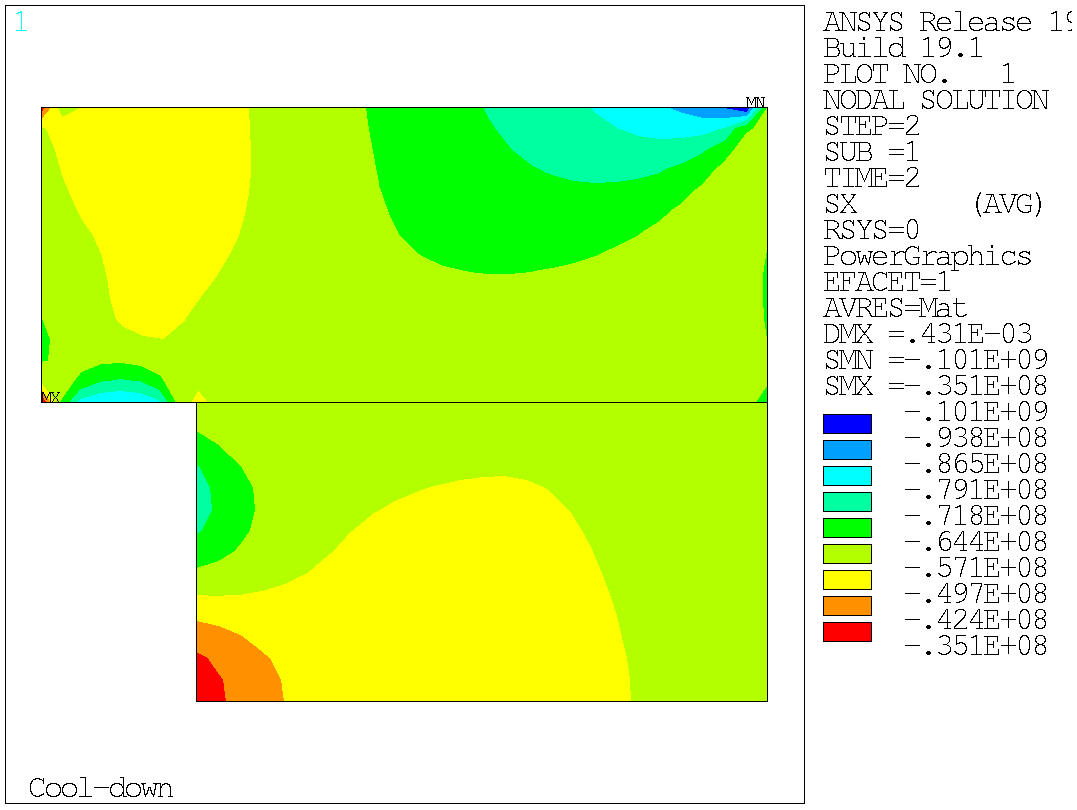 1
ANSYS Release 19
Build 19.1
PLOT NO. 1
NODAL SOLUTION
STEP=2
SUB =1
TIME=2
SX (AVG)
RSYS=0
PowerGraphics
EFACET=1
AVRES=Mat
DMX =.431E-03
SMN =-.101E+09
SMX =-.351E+08
-.101E+09
-.938E+08
-.865E+08
-.791E+08
-.718E+08
-.644E+08
-.571E+08
-.497E+08
-.424E+08
-.351E+08
MN
MX
Cool-down